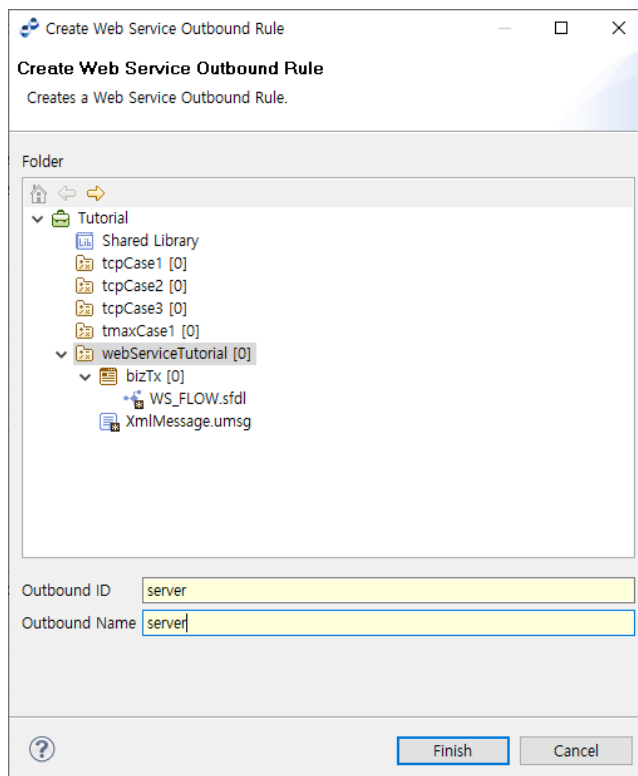 Create Web Service Outbound Rule
Create Web Service Outbound Rule
Creates a Web Service Outbound Rule.
Folder
Tutorial
Lib Shared Library
tcpCase1 [0]
tcpCase2 [0]
tcpCase3 [0]
tmaxCase1 [0]
webServiceTutorial [0]
bizTx [0]
WS_FLOW.sfdl
XmlMessage.umsg
Outbound ID server
Outbound Name server
? Finish Cancel